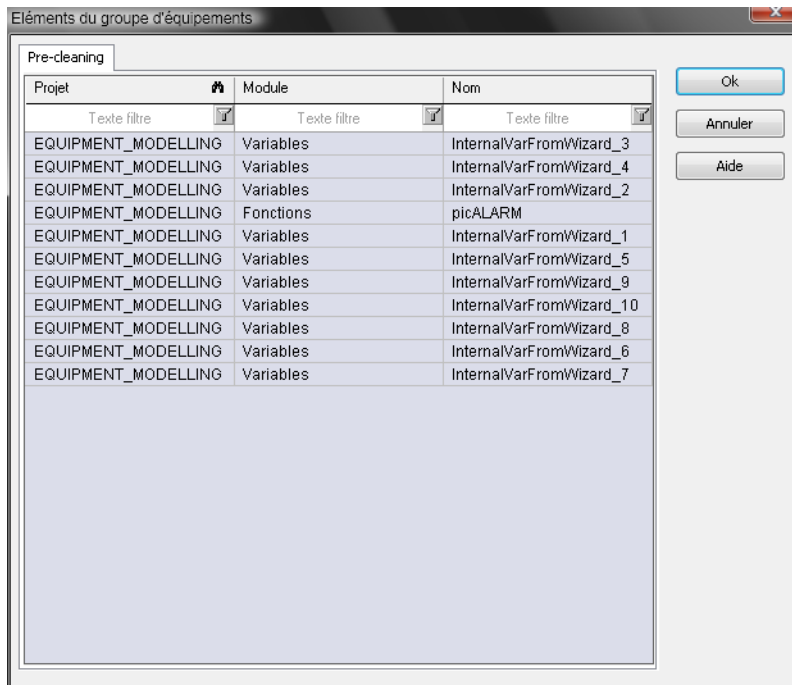 Eléments du groupe d'équipements
Pre-cleaning
Projet Module Nom
Texte filtre Texte filtre Texte filtre
EQUIPMENT_MODELLING Variables InternalVarFromWizard_3
EQUIPMENT_MODELLING Variables InternalVarFromWizard_4
EQUIPMENT_MODELLING Variables InternalVarFromWizard_2
EQUIPMENT_MODELLING Fonctions picALARM
EQUIPMENT_MODELLING Variables InternalVarFromWizard_1
EQUIPMENT_MODELLING Variables InternalVarFromWizard_5
EQUIPMENT_MODELLING Variables InternalVarFromWizard_9
EQUIPMENT_MODELLING Variables InternalVarFromWizard_10
EQUIPMENT_MODELLING Variables InternalVarFromWizard_8
EQUIPMENT_MODELLING Variables InternalVarFromWizard_6
EQUIPMENT_MODELLING Variables InternalVarFromWizard_7
Ok
Annuler
Aide